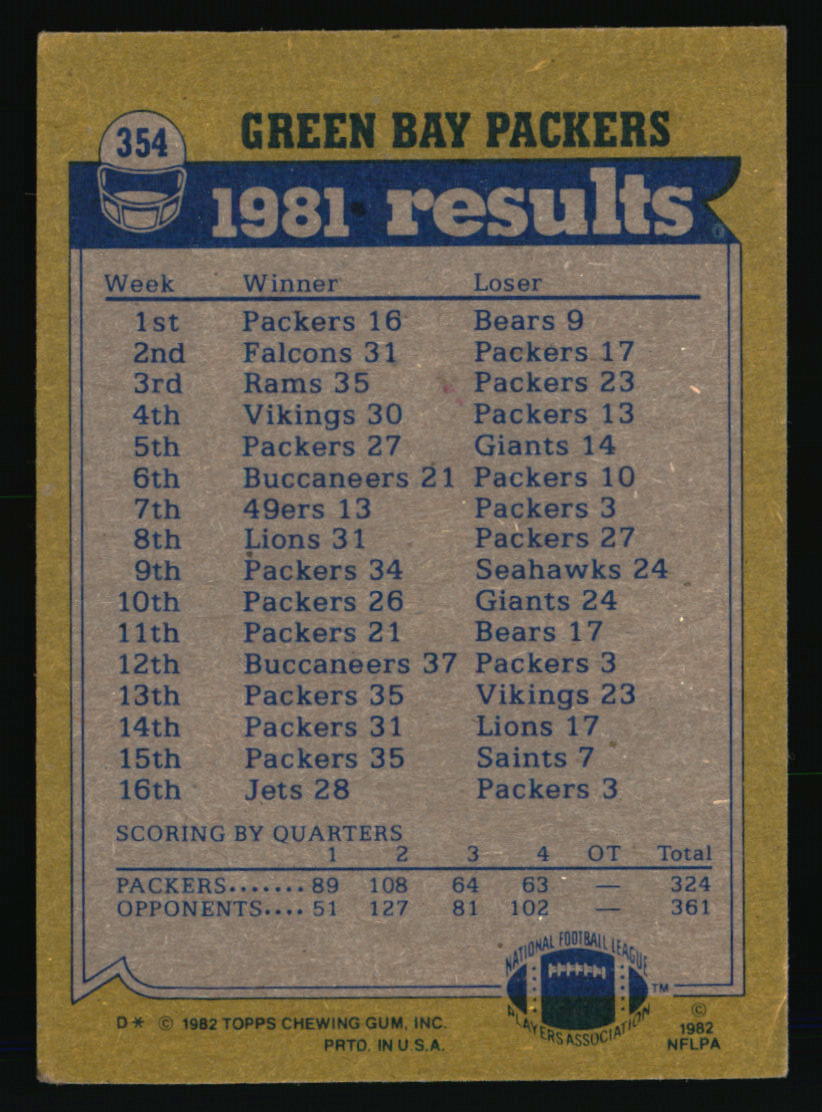 354
GREEN BAY PACKERS
1981 results
Week Winner Loser
1st Packers 16 Bears 9
2nd Falcons 31 Packers 17
3rd Rams 35 Packers 23
4th Vikings 30 Packers 13
5th Packers 27 Giants 14
6th Buccaneers 21 Packers 10
7th 49ers 13 Packers 3
8th Lions 31 Packers 27
9th Packers 34 Seahawks 24
10th Packers 26 Giants 24
11th Packers 21 Bears 17
12th Buccaneers 37 Packers 3
13th Packers 35 Vikings 23
14th Packers 31 Lions 17
15th Packers 35 Saints 7
16th Jets 28 Packers 3
SCORING BY QUARTERS
1 2 3 4 OT Total
PACKERS....... 89 108 64 63 — 324
OPPONENTS.... 51 127 81 102 — 361
NATIONAL FOOTBALL LEAGUE
PLAYERS ASSOCIATION
TM
D* © 1982 TOPPS CHEWING GUM, INC.
PRTD. IN U.S.A.
©
1982
NFLPA